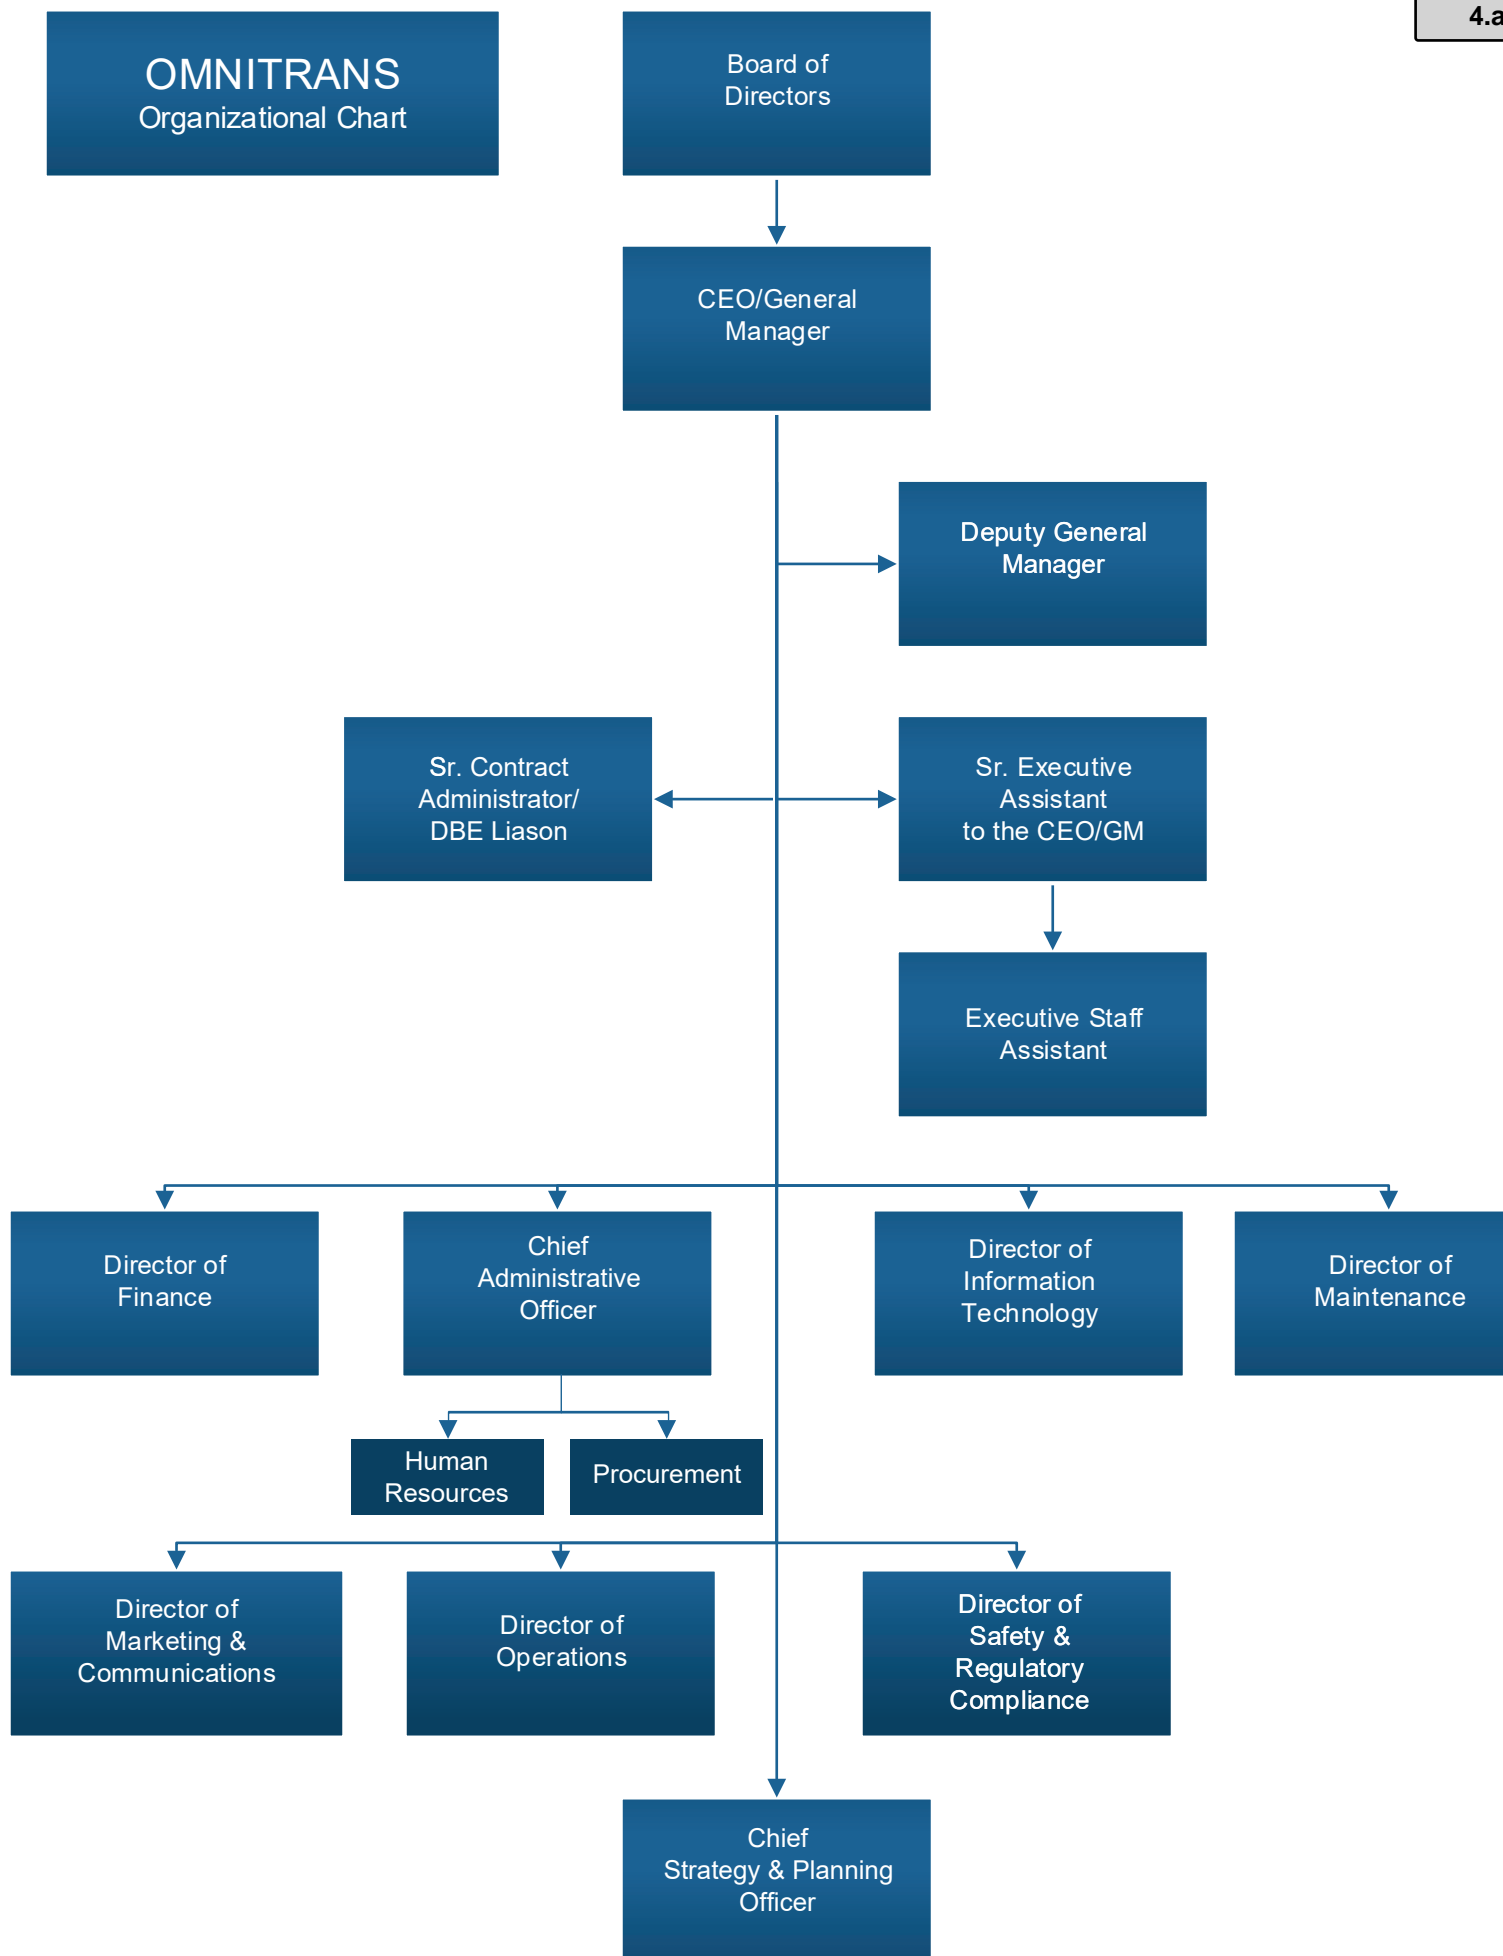 4.a
OMNITRANS
Organizational Chart
Board of
Directors
CEO/General
Manager
Deputy General
Manager
Sr. Contract
Administrator/
DBE Liason
Sr. Executive
Assistant
to the CEO/GM
Executive Staff
Assistant
Director of
Finance
Chief
Administrative
Officer
Director of
Information
Technology
Director of
Maintenance
Human
Resources
Procurement
Director of
Marketing &
Communications
Director of
Operations
Director of
Safety &
Regulatory
Compliance
Chief
Strategy & Planning
Officer